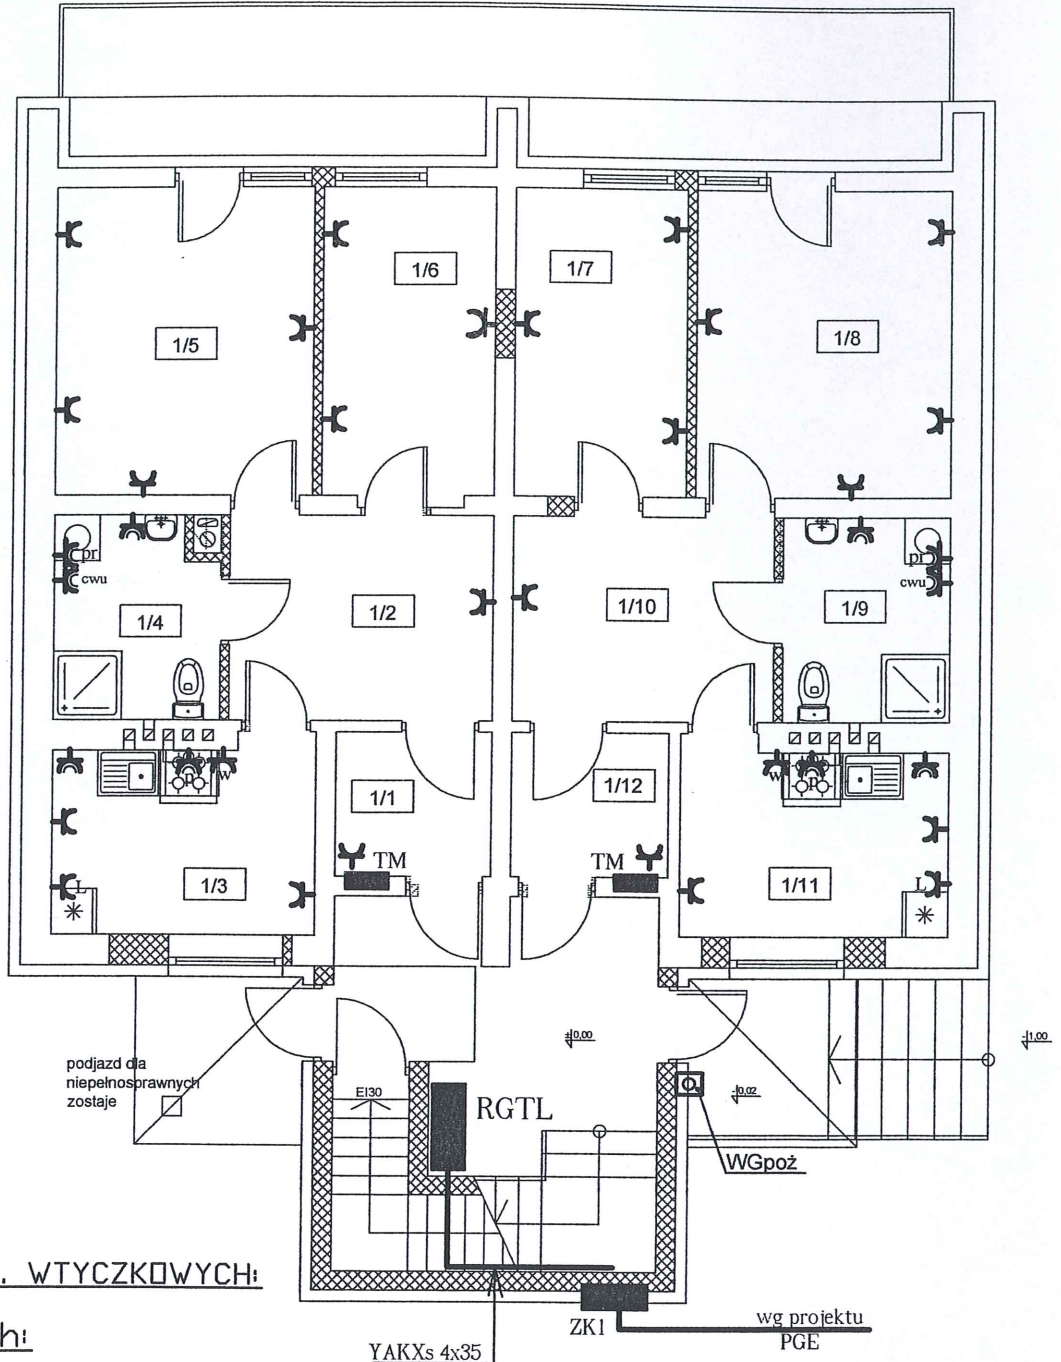 1/6
1/7
1/5
1/8
pr
cwu
pr
cwu
1/4
1/2
1/10
1/9
w
p
w
p
1/1
1/12
TM
TM
L
1/3
1/11
L
±0,00
-1,00
podjazd dla
niepełnosprawnych
zostaje
EI30
-0,02
RGTL
WGpoż
. WTYCZKOWYCH:
h:
ZK1
wg projektu
PGE
YAKXs 4x35